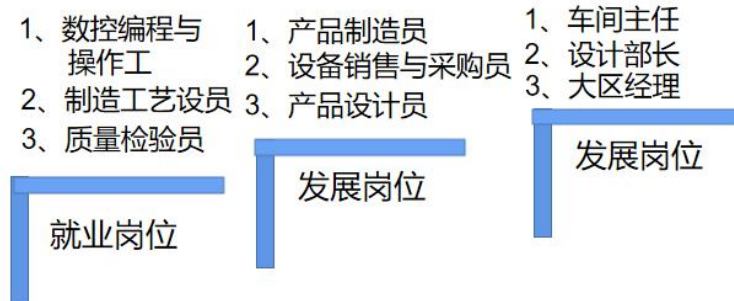 1、数控编程与
操作工
2、制造工艺设员
3、质量检验员
就业岗位
1、产品制造员
2、设备销售与采购员
3、产品设计员
发展岗位
1、车间主任
2、设计部长
3、大区经理
发展岗位